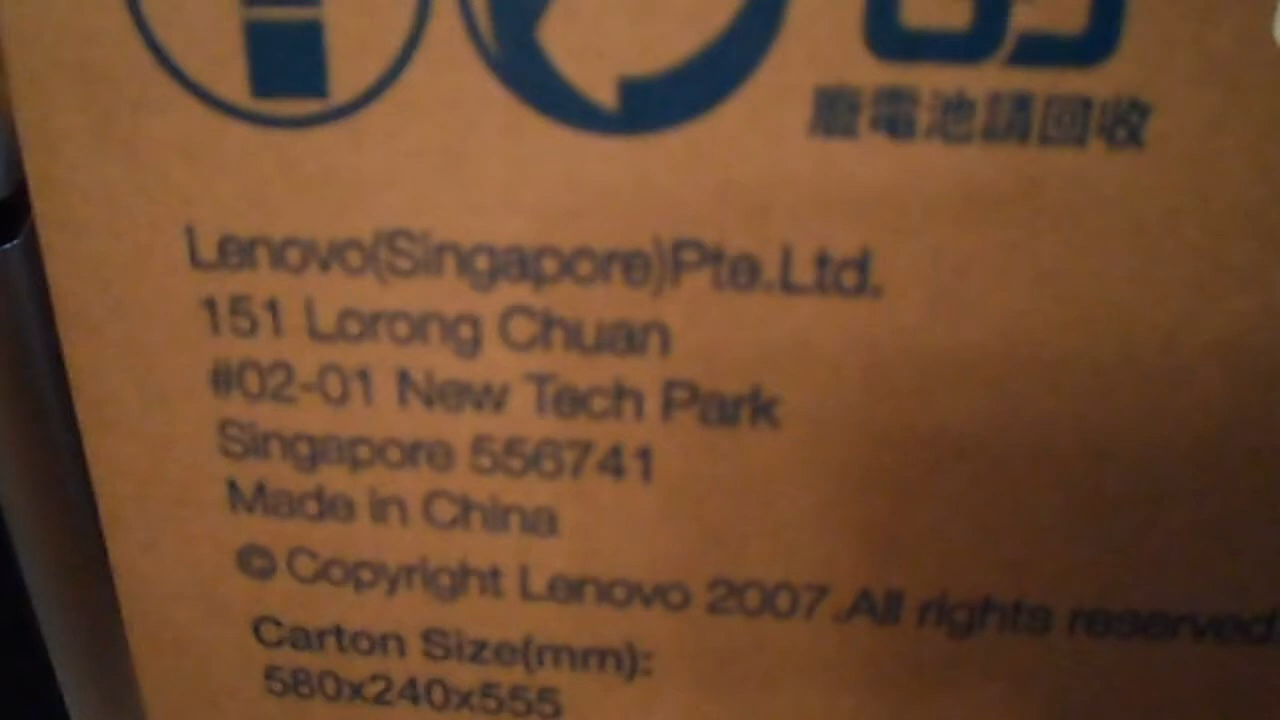 廢電池請回收
Lenovo(Singapore)Pte.Ltd.
151 Lorong Chuan
#02-01 New Tech Park
Singapore 556741
Made in China
© Copyright Lenovo 2007.All rights reserved.
Carton Size(mm):
580x240x555